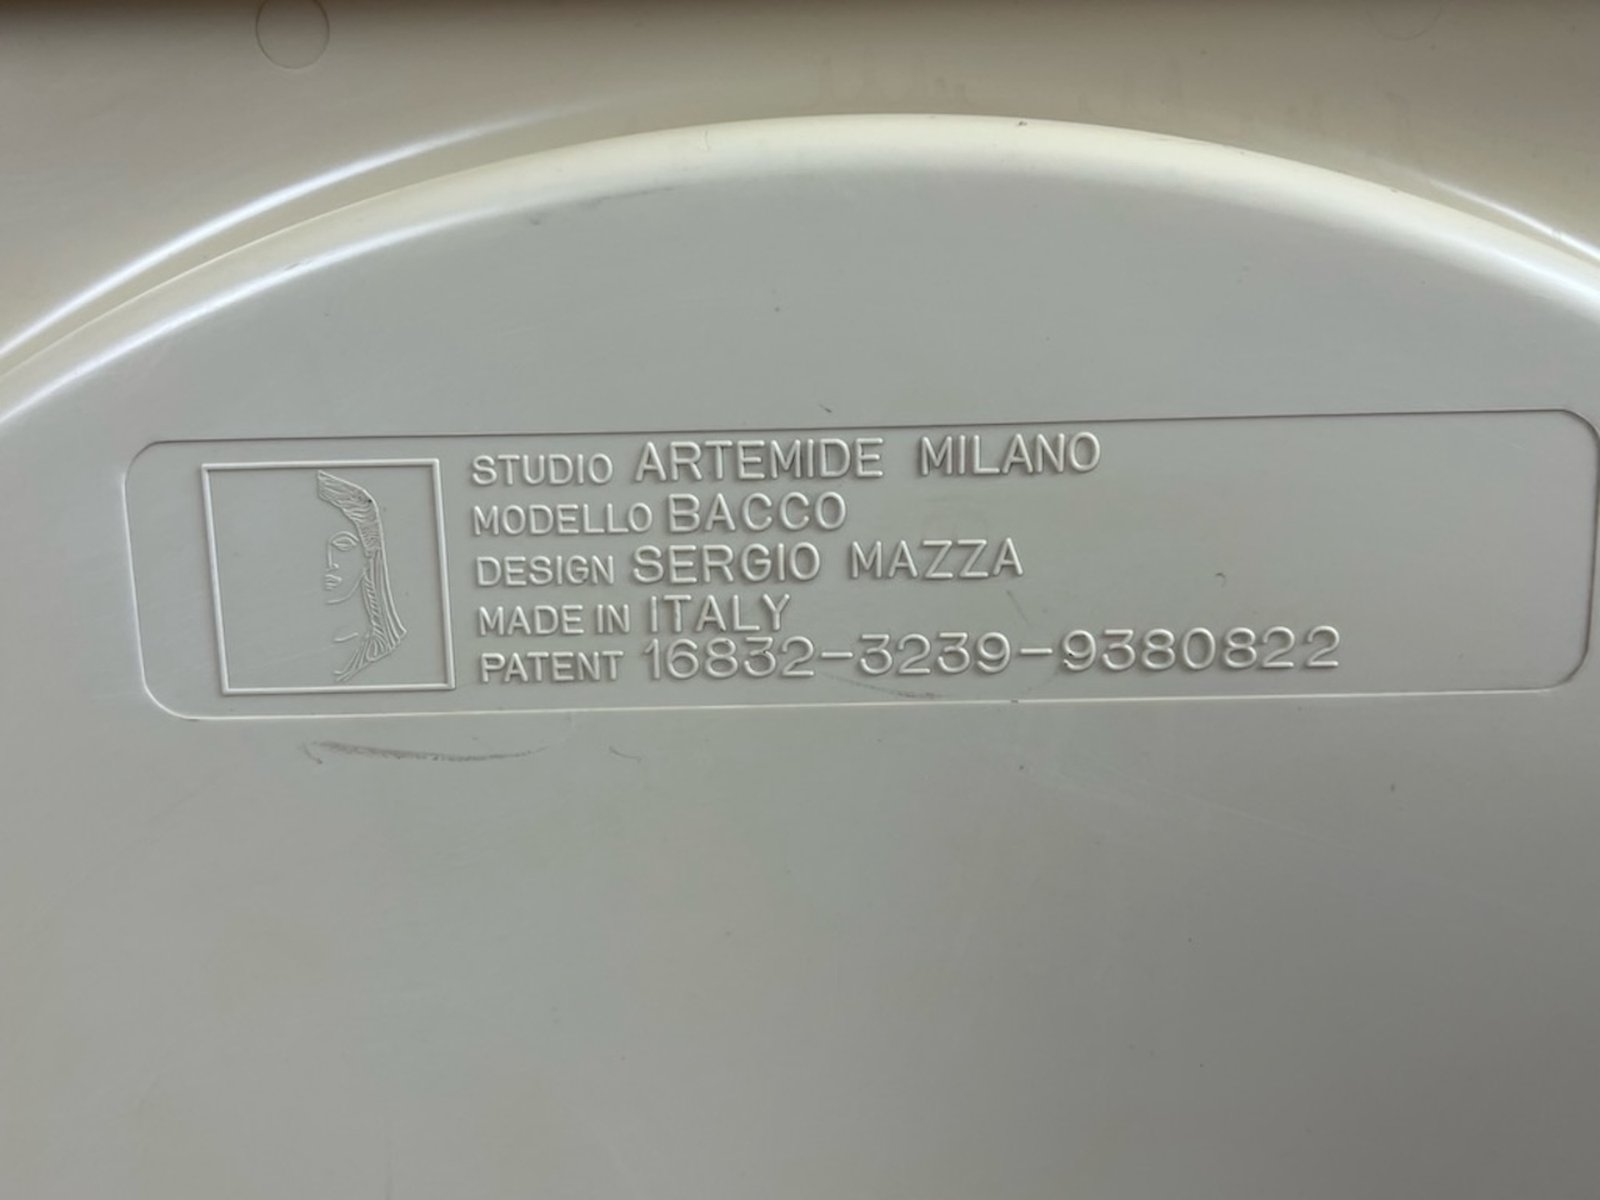 STUDIO ARTEMIDE MILANO
MODELLO BACCO
DESIGN SERGIO MAZZA
MADE IN ITALY
PATENT 16832-3239-9380822